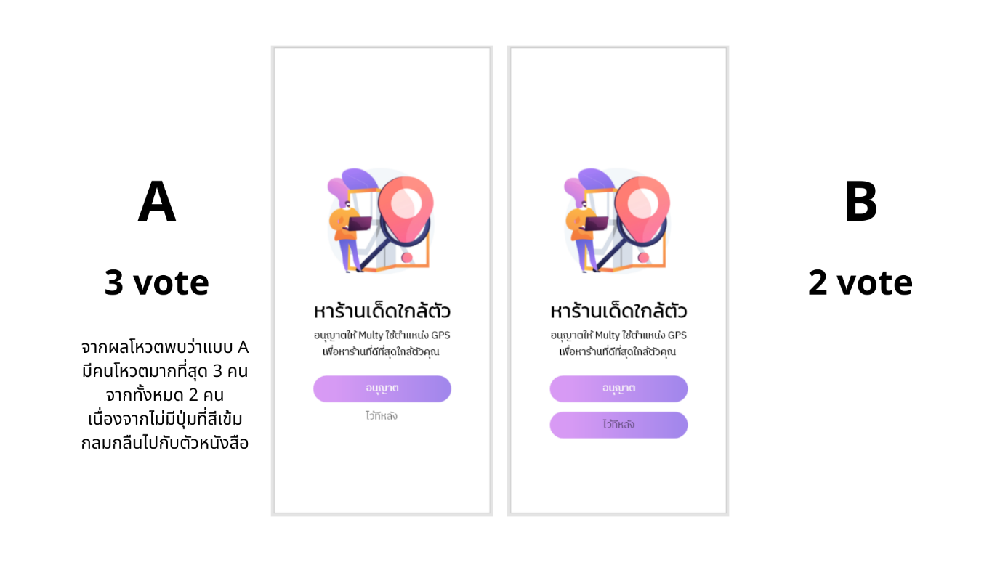 A
3 vote
จากผลโหวตพบว่าแบบ A
มีคนโหวตมากที่สุด 3 คน
จากทั้งหมด 2 คน
เนื่องจากไม่มีปุ่มที่สีเข้ม
กลมกลืนไปกับตัวหนังสือ
หาร้านเด็ดใกล้ตัว
อนุญาตให้ Multy ใช้ตำแหน่ง GPS
เพื่อหาร้านที่ดีที่สุดใกล้ตัวคุณ
อนุญาต
ไว้ทีหลัง
หาร้านเด็ดใกล้ตัว
อนุญาตให้ Multy ใช้ตำแหน่ง GPS
เพื่อหาร้านที่ดีที่สุดใกล้ตัวคุณ
อนุญาต
ไว้ทีหลัง
B
2 vote